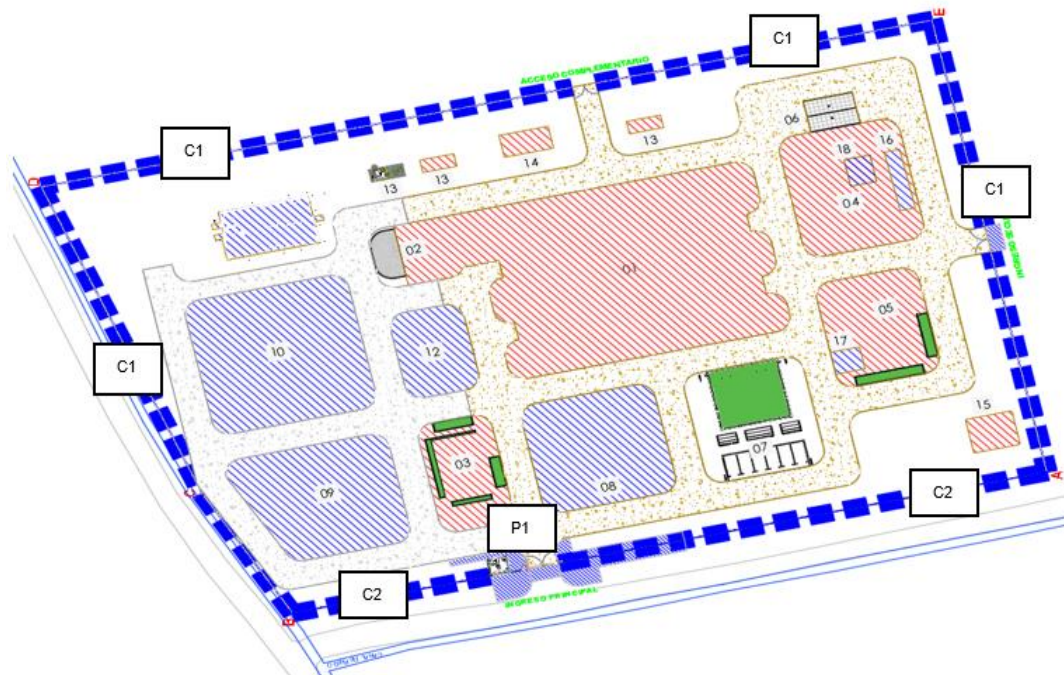 E
C1
ACCESO COMPLEMENTARIO
C1
06
13
18
16
14
D
13
13
04
C1
02
01
05
10
12
17
C1
15
07
03
A
09
08
C
C2
P1
C2
INGRESO PRINCIPAL
B